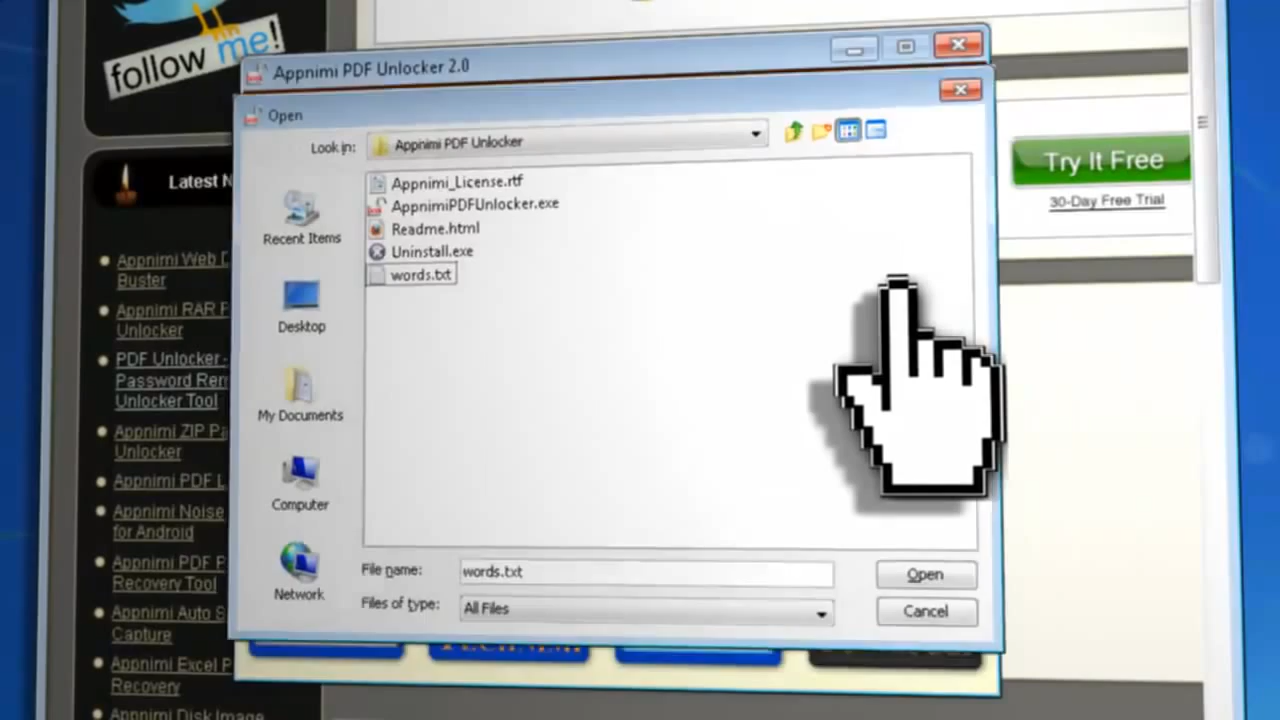 follow me!
Appnimi PDF Unlocker 2.0
Open
Look in:
Appnimi PDF Unlocker
Appnimi_License.rtf
AppnimiPDFUnlocker.exe
Readme.html
Uninstall.exe
words.txt
Recent Items
Desktop
My Documents
Computer
Network
File name:
words.txt
Open
Files of type:
All Files
Cancel
Try It Free
30-Day Free Trial
Latest N
Appnimi Web D
Buster
Appnimi RAR P
Unlocker
PDF Unlocker -
Password Rem
Unlocker Tool
Appnimi ZIP Pa
Unlocker
Appnimi PDF L
Appnimi Noise
for Android
Appnimi PDF P
Recovery Tool
Appnimi Auto S
Capture
Appnimi Excel P
Recovery
Appnimi Disk Image